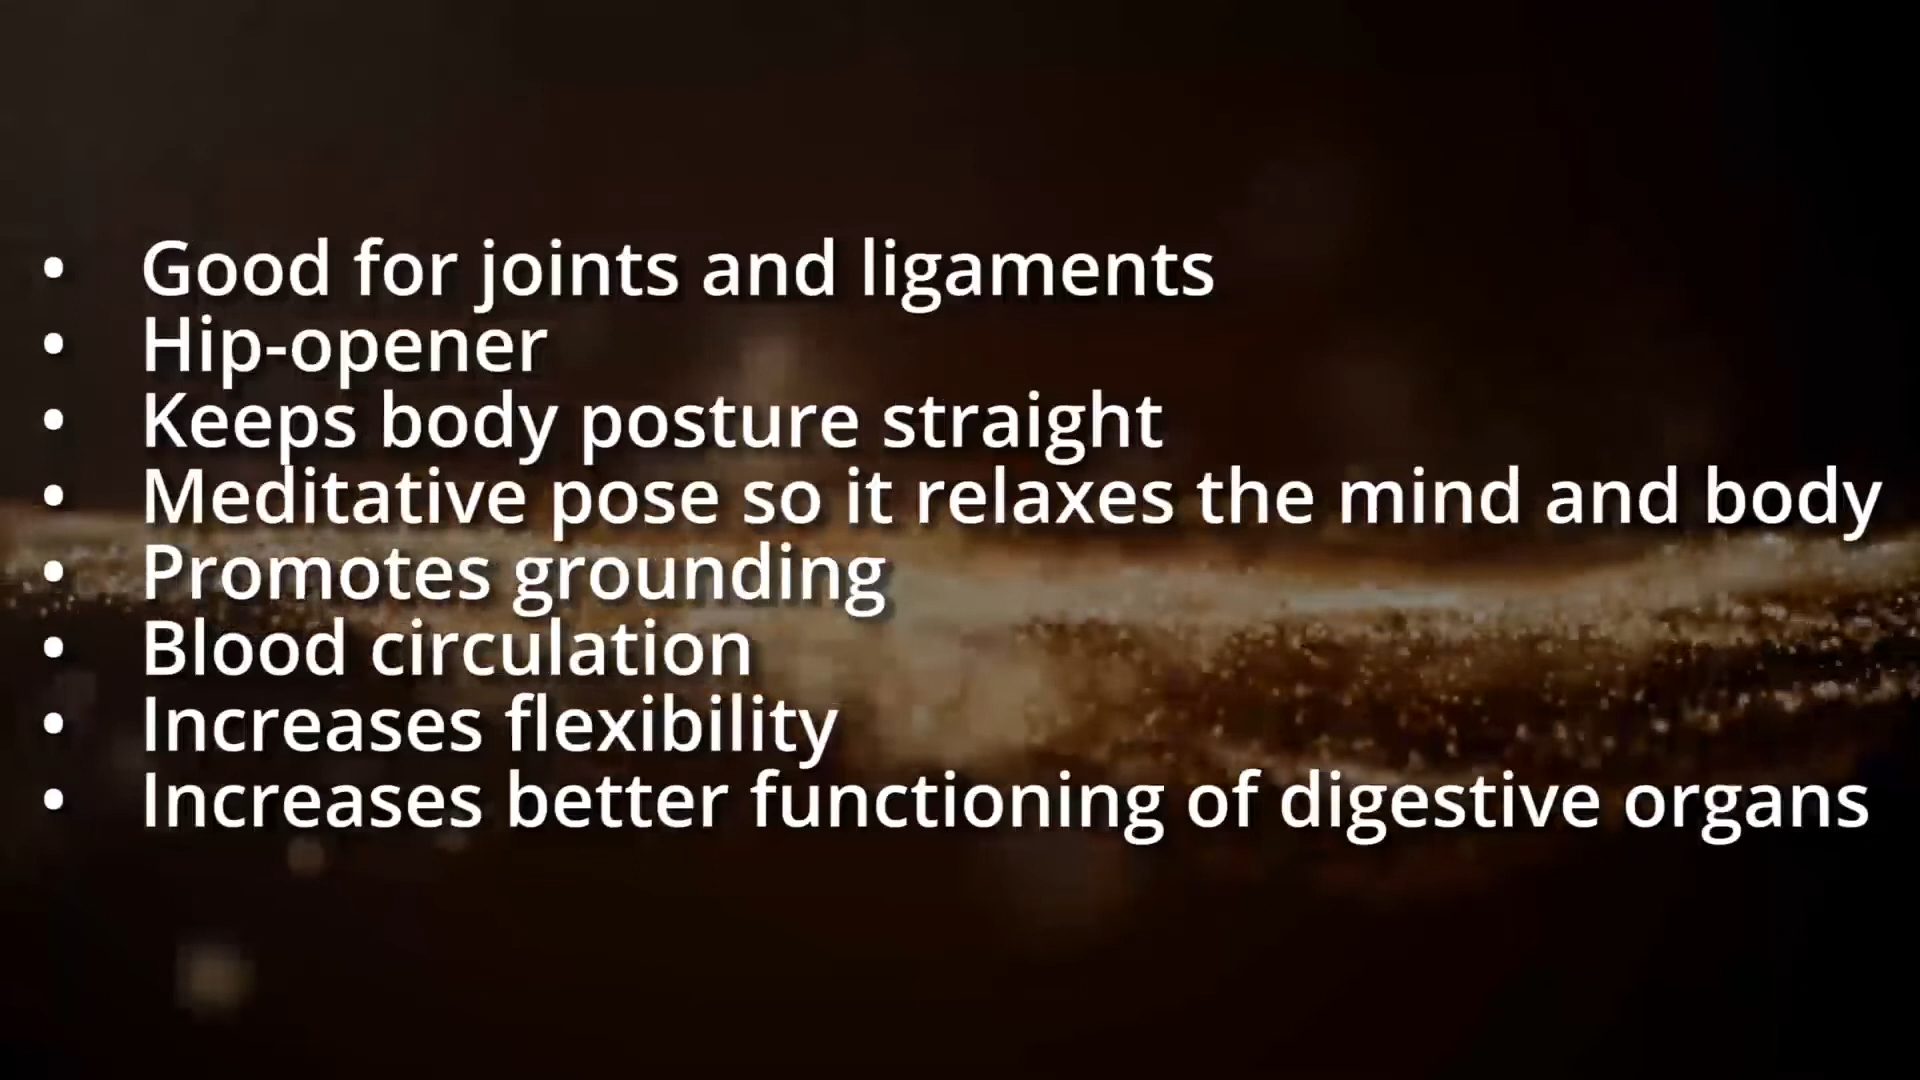 • Good for joints and ligaments
• Hip-opener
• Keeps body posture straight
• Meditative pose so it relaxes the mind and body
• Promotes grounding
• Blood circulation
• Increases flexibility
• Increases better functioning of digestive organs